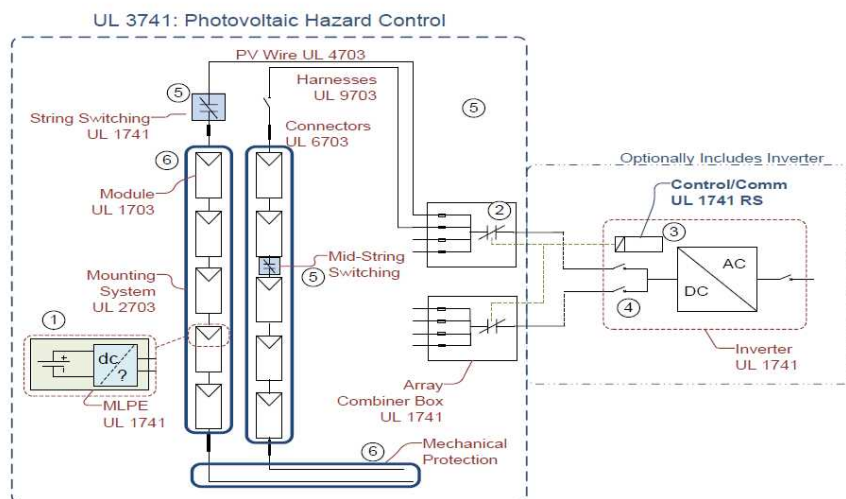 UL 3741: Photovoltaic Hazard Control
PV Wire UL 4703
Harnesses
UL 9703
5
String Switching
UL 1741
5
Connectors
UL 6703
6
Module
UL 1703
Optionally Includes Inverter
Control/Comm
UL 1741 RS
2
3
Mid-String
Switching
5
Mounting
System
UL 2703
AC
DC
4
1
dc
?
+
MLPE
UL 1741
Inverter
UL 1741
Array
Combiner Box
UL 1741
6
Mechanical
Protection